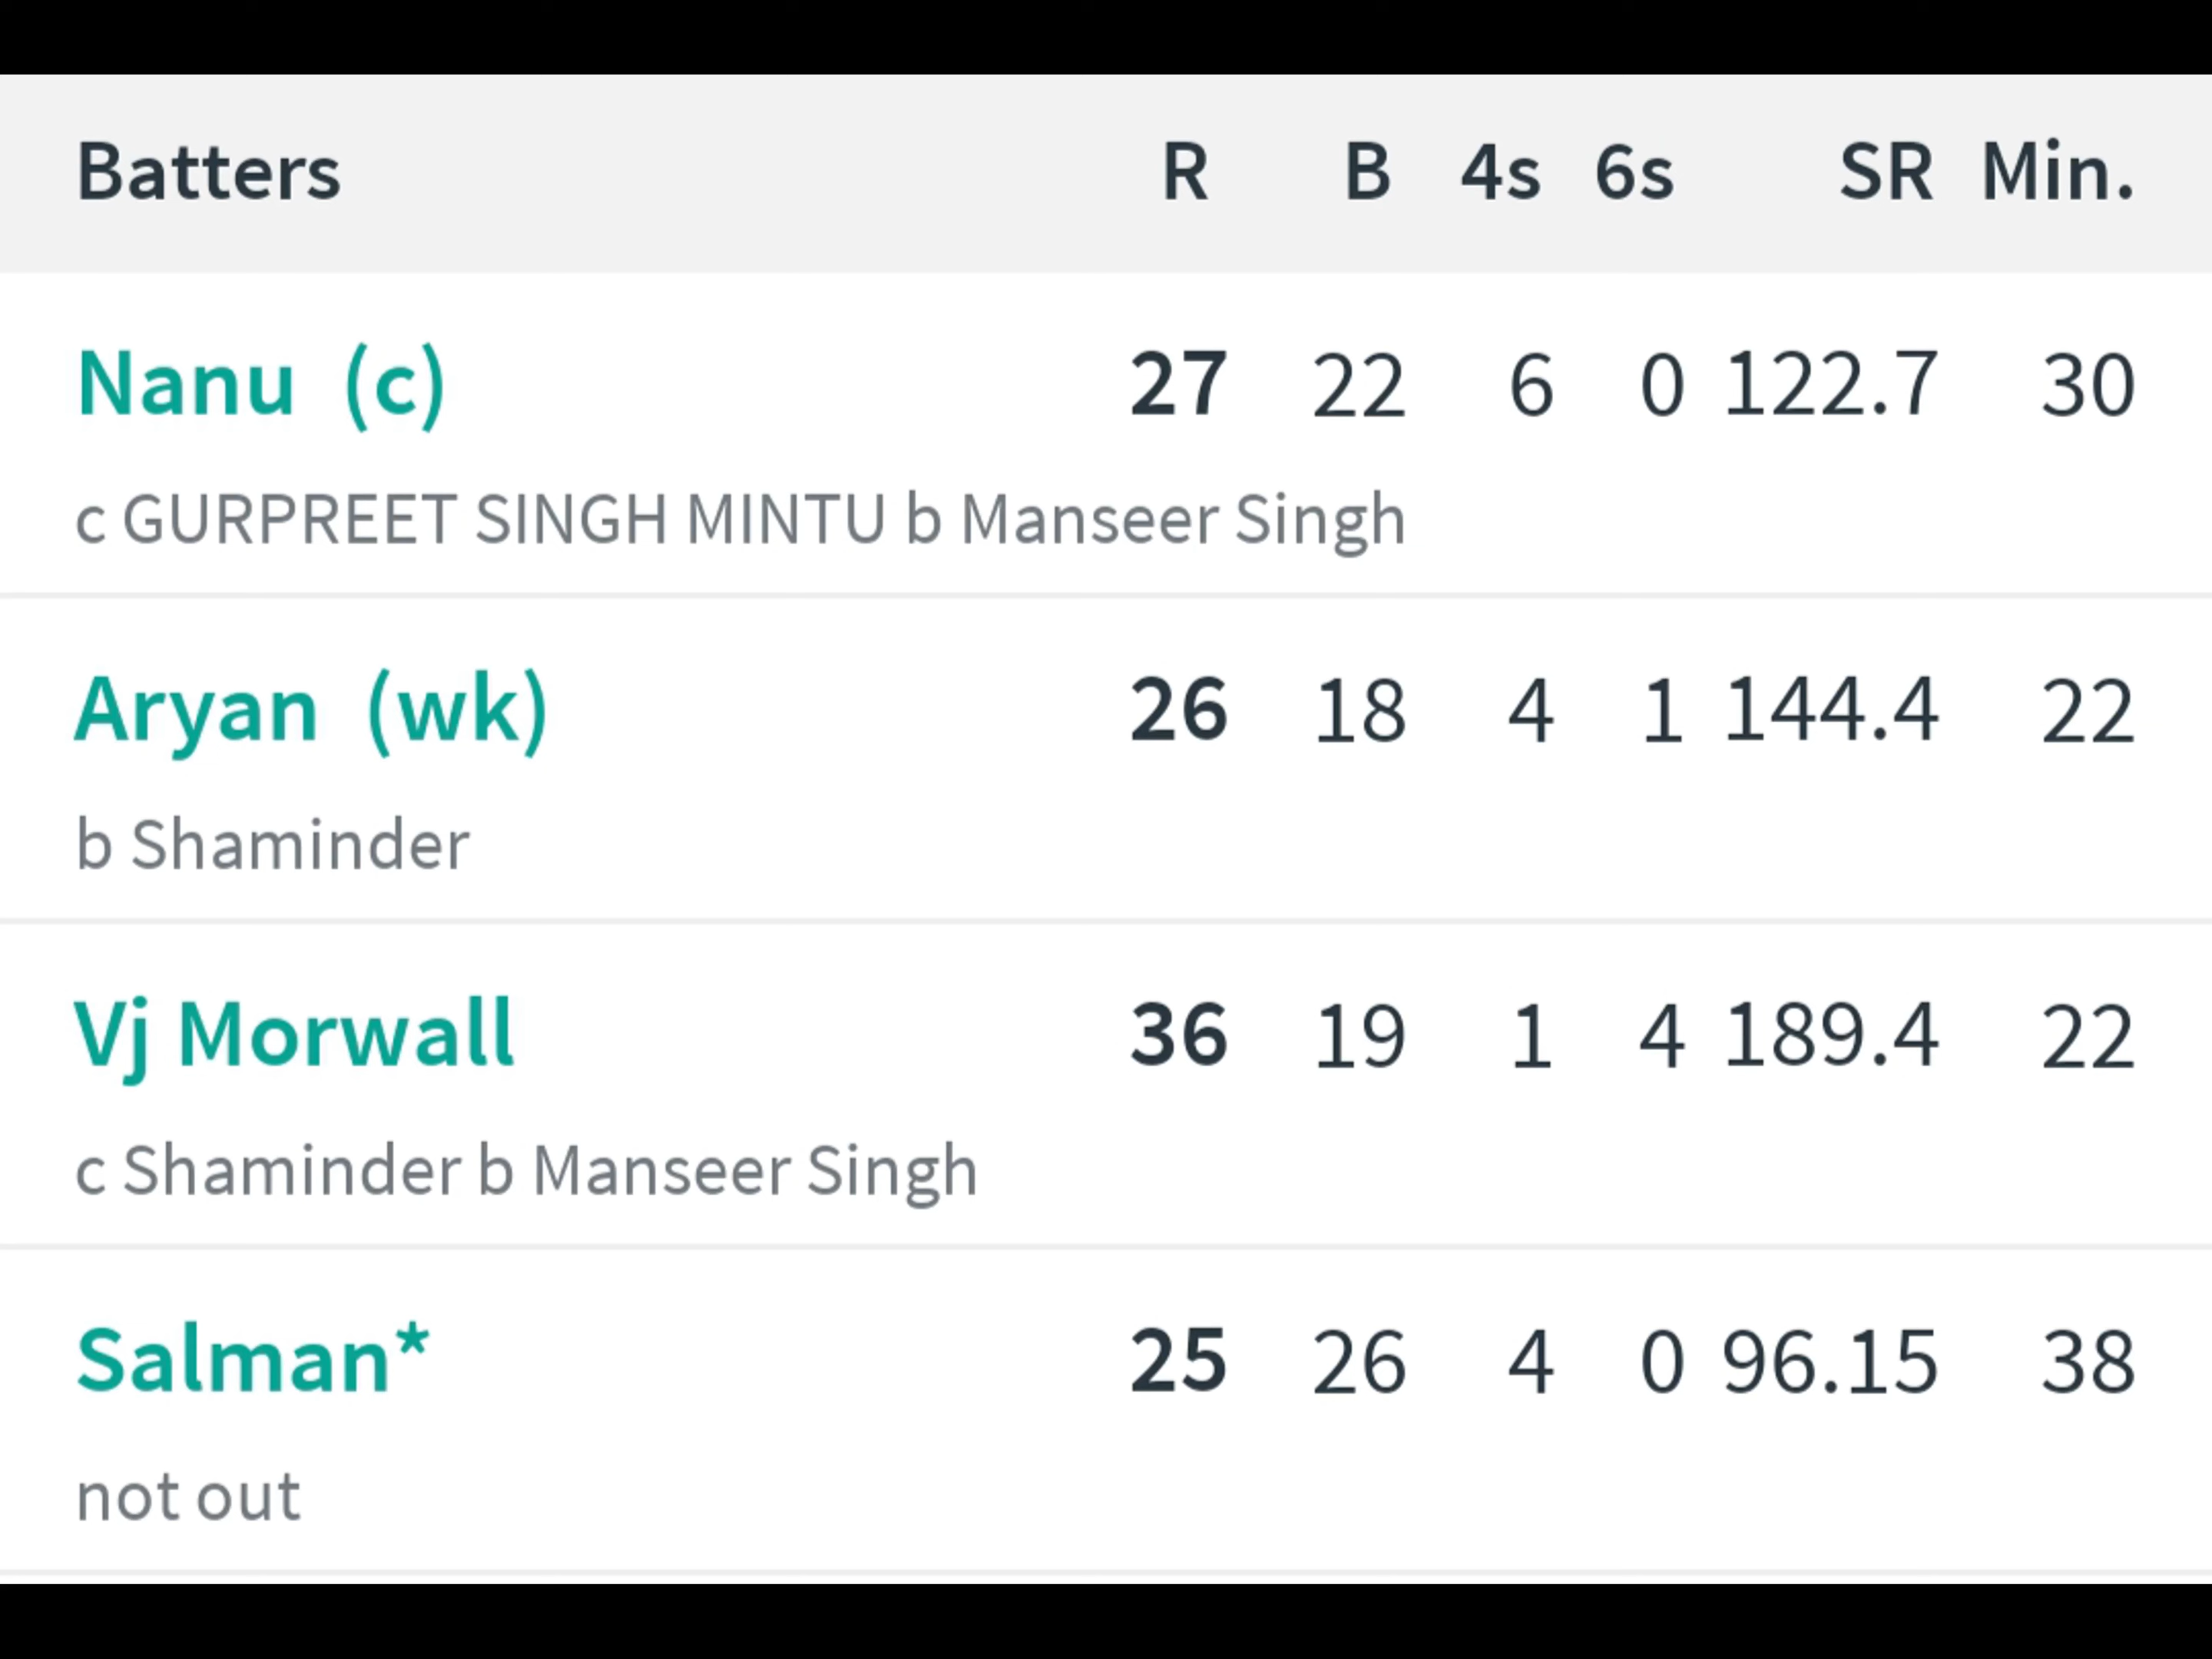 Batters R B 4s 6s SR Min.
Nanu (c) 27 22 6 0 122.7 30
c GURPREET SINGH MINTU b Manseer Singh
Aryan (wk) 26 18 4 1 144.4 22
b Shaminder
Vj Morwall 36 19 1 4 189.4 22
c Shaminder b Manseer Singh
Salman* 25 26 4 0 96.15 38
not out